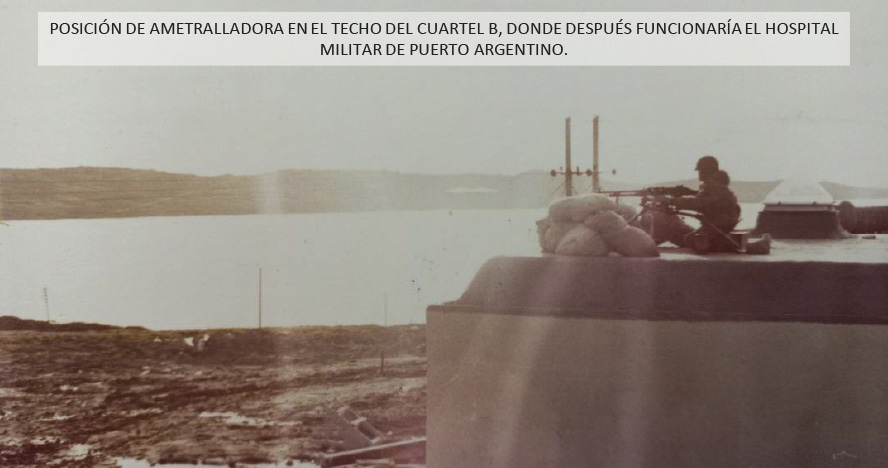 POSICIÓN DE AMETRALLADORA EN EL TECHO DEL CUARTEL B, DONDE DESPUÉS FUNCIONARÍA EL HOSPITAL
MILITAR DE PUERTO ARGENTINO.